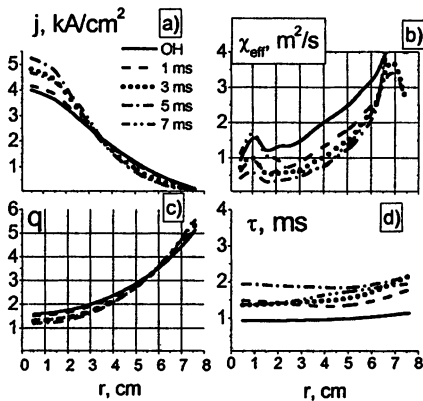 j, kA/cm²
a)
5
4
3
2
1
OH
1 ms
3 ms
5 ms
7 ms
χeff, m²/s
b)
4
3
2
1
0
q
c)
6
5
4
3
2
1
0 1 2 3 4 5 6 7 8
r, cm
τ, ms
d)
4
3
2
1
0
0 1 2 3 4 5 6 7 8
r, cm